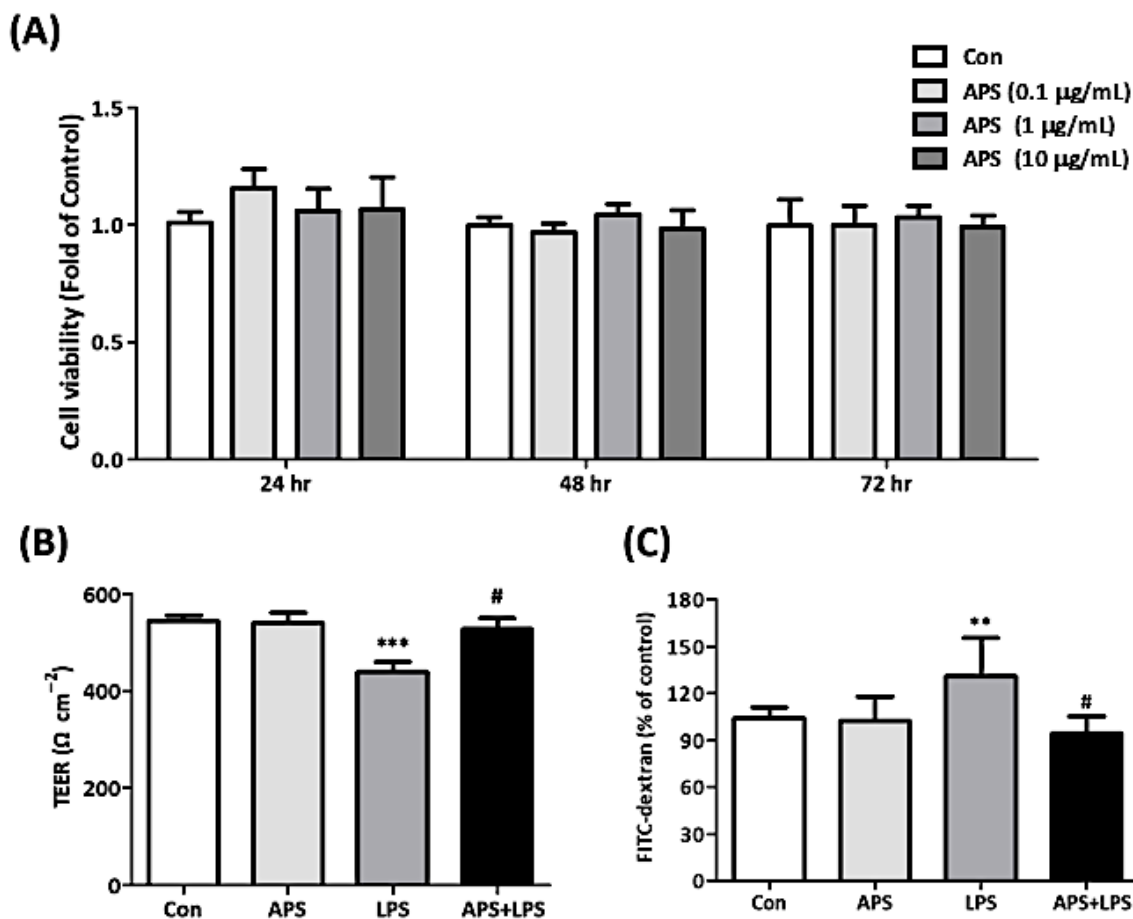 (A)
Con
APS (0.1 µg/mL)
APS (1 µg/mL)
APS (10 µg/mL)
Cell viability (Fold of Control)
1.5
1.0
0.5
0.0
24 hr 48 hr 72 hr
(B)
TEER (Ω cm⁻²)
600
400
200
0
***
#
Con APS LPS APS+LPS
(C)
FITC-dextran (% of control)
180
150
120
90
60
30
0
**
#
Con APS LPS APS+LPS